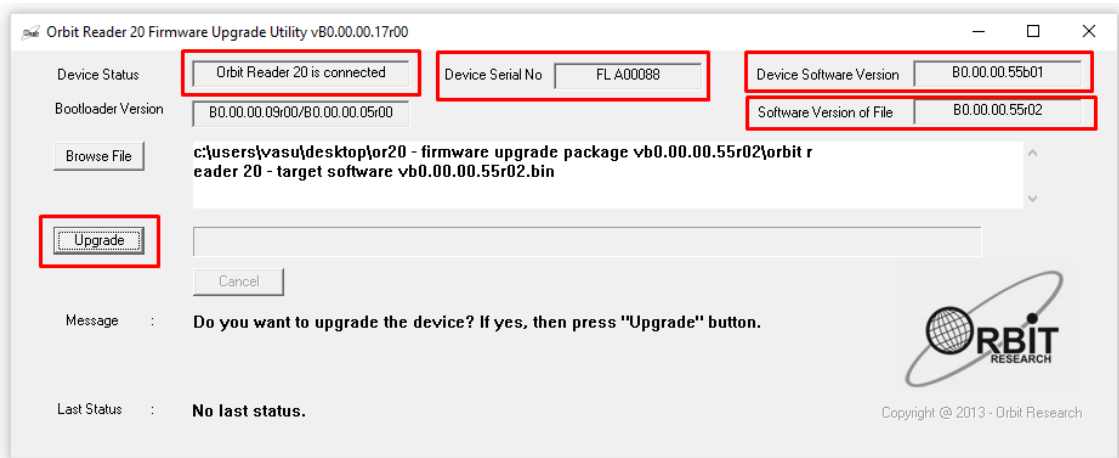 Orbit Reader 20 Firmware Upgrade Utility vB0.00.00.17r00
Device Status Orbit Reader 20 is connected Device Serial No FL A00088 Device Software Version B0.00.00.55b01
Bootloader Version B0.00.00.09r00/B0.00.00.05r00 Software Version of File B0.00.00.55r02
Browse File c:\users\vasu\desktop\or20 - firmware upgrade package vb0.00.00.55r02\orbit r
eader 20 - target software vb0.00.00.55r02.bin
Upgrade
Cancel
Message : Do you want to upgrade the device? If yes, then press "Upgrade" button.
ORBIT
RESEARCH
Last Status : No last status.
Copyright @ 2013 - Orbit Research